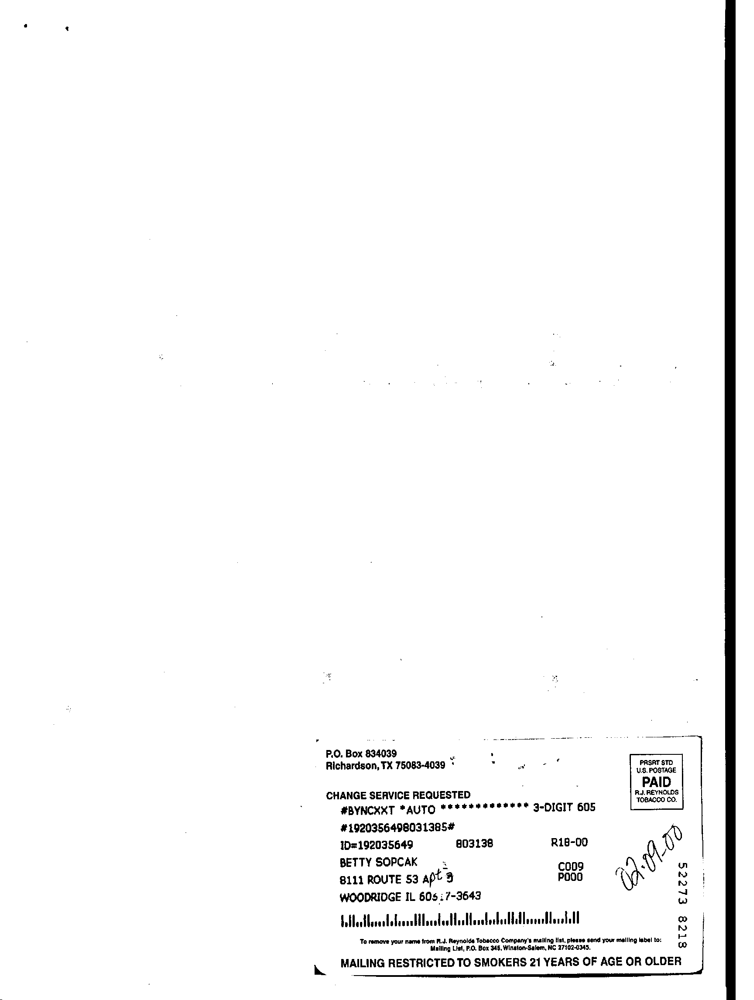 P.O. Box 834039
Richardson, TX 75083-4039
PRSRT STD
U.S. POSTAGE
PAID
R.J. REYNOLDS
TOBACCO CO.
CHANGE SERVICE REQUESTED
#BYNCXXT *AUTO ************* 3-DIGIT 605
#1920356498031385#
ID=192035649 803138 R18-00
BETTY SOPCAK C009
8111 ROUTE 53 Apt P000
WOODRIDGE IL 7-3643
02-09-00
52273 8218
To remove your name from R.J. Reynolds Tobacco Company's mailing list, please send your mailing label to:
Mailing List, P.O. Box 345, Winston-Salem, NC 27102-0345.
MAILING RESTRICTED TO SMOKERS 21 YEARS OF AGE OR OLDER